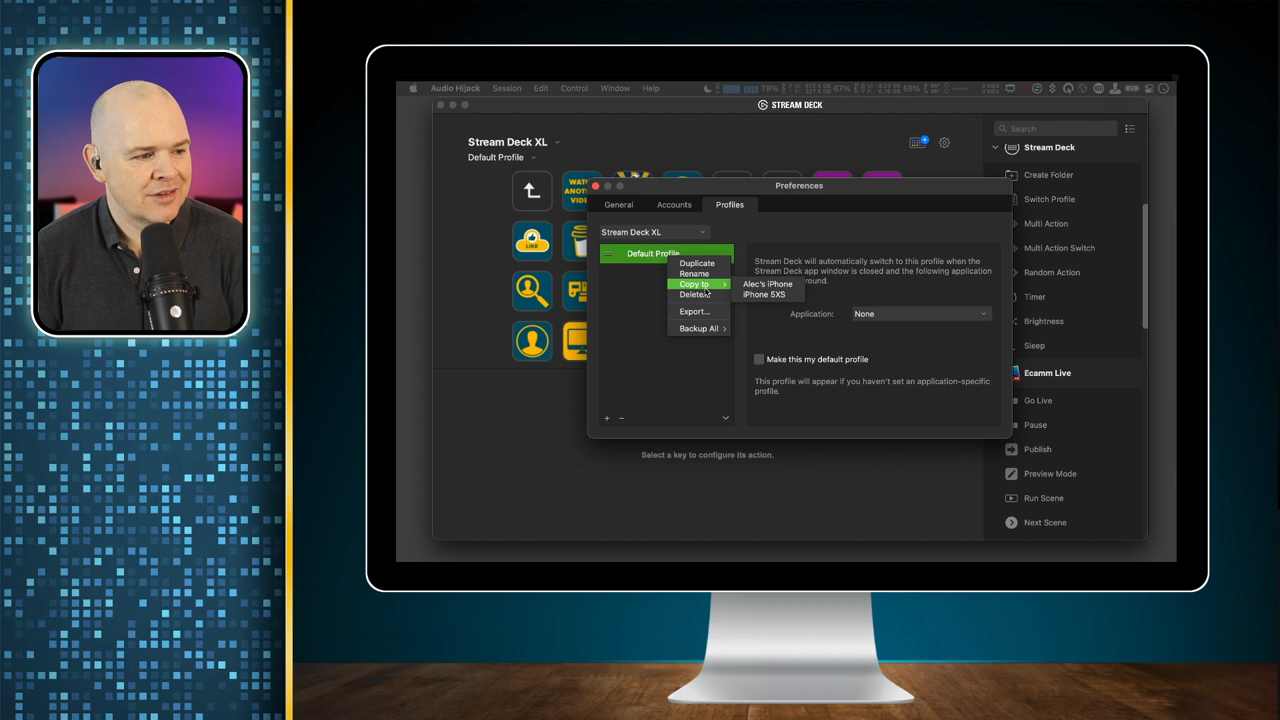 Audio Hijack Session Edit Control Window Help
78%
67%
58%
STREAM DECK
Stream Deck XL
Default Profile
WATCH
LIKE
Preferences
General Accounts Profiles
Stream Deck XL
Default Profile
Duplicate
Rename
Copy to
Delete
Export...
Backup All
Alec's iPhone
iPhone 5XS
Stream Deck will automatically switch to this profile when the
Stream Deck app window is closed and the following application
Application: None
Make this my default profile
This profile will appear if you haven't set an application-specific
profile.
+ −
Select a key to configure its action.
Search
Stream Deck
Create Folder
Switch Profile
Multi Action
Multi Action Switch
Random Action
Timer
Brightness
Sleep
Ecamm Live
Go Live
Pause
Publish
Preview Mode
Run Scene
Next Scene